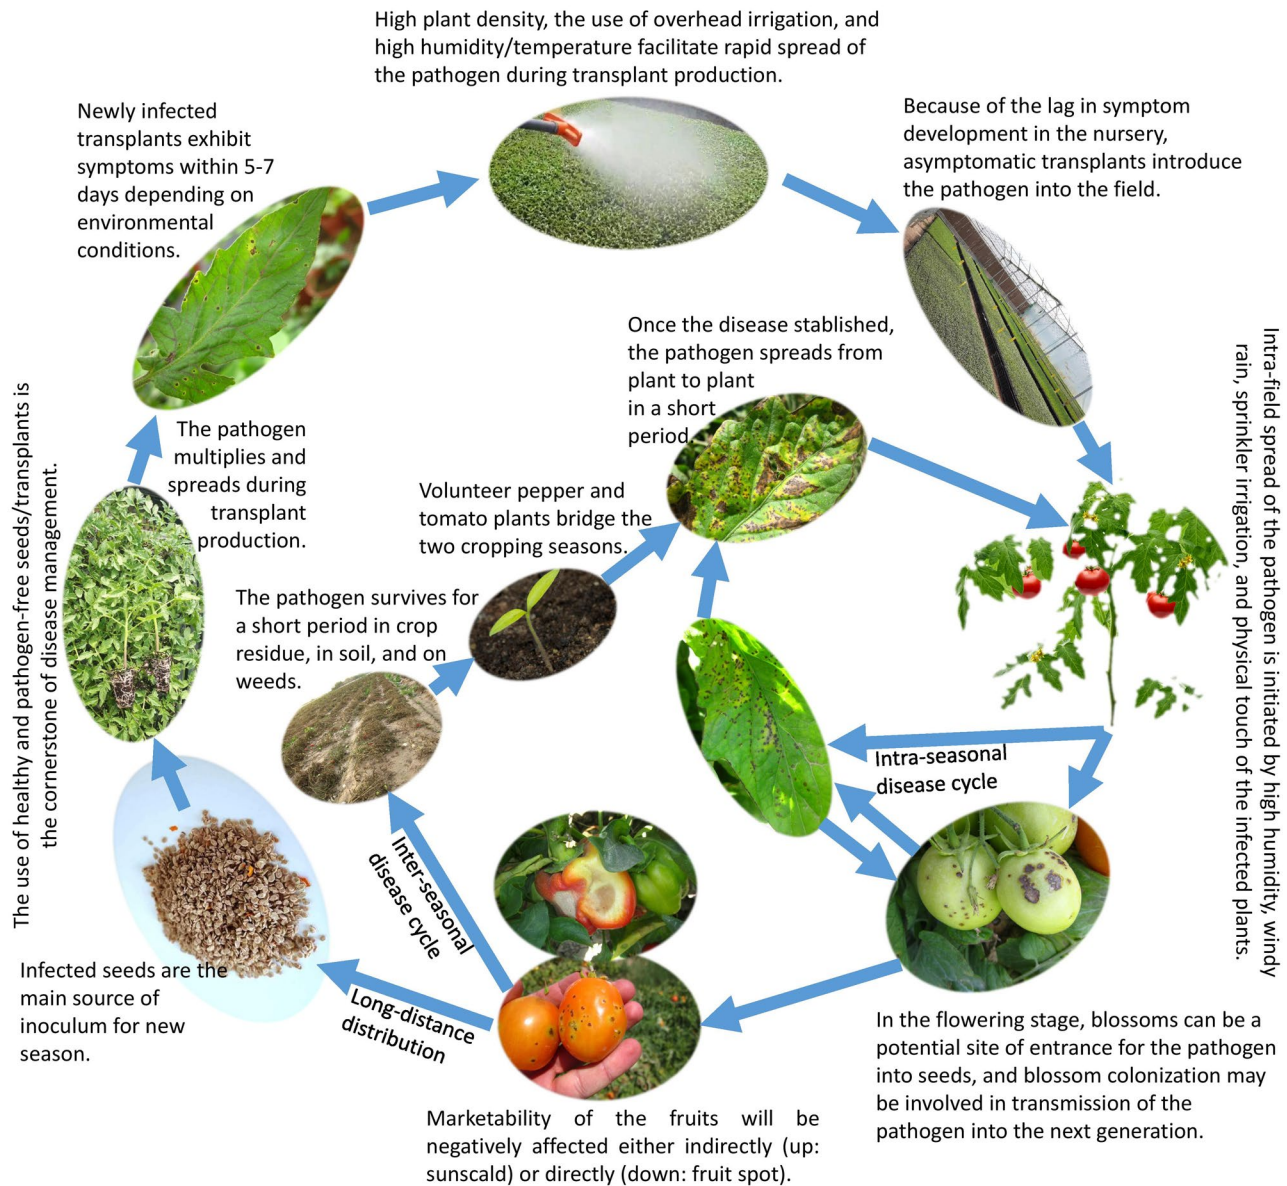 High plant density, the use of overhead irrigation, and
high humidity/temperature facilitate rapid spread of
the pathogen during transplant production.
Newly infected
transplants exhibit
symptoms within 5-7
days depending on
environmental
conditions.
Because of the lag in symptom
development in the nursery,
asymptomatic transplants introduce
the pathogen into the field.
Once the disease stablished,
the pathogen spreads from
plant to plant
in a short
period.
Intra-field spread of the pathogen is initiated by high humidity, windy
rain, sprinkler irrigation, and physical touch of the infected plants.
The use of healthy and pathogen-free seeds/transplants is
the cornerstone of disease management.
The pathogen
multiplies and
spreads during
transplant
production.
Volunteer pepper and
tomato plants bridge the
two cropping seasons.
The pathogen survives for
a short period in crop
residue, in soil, and on
weeds.
Intra-seasonal
disease cycle
Inter-seasonal
disease cycle
Long-distance
distribution
Infected seeds are the
main source of
inoculum for new
season.
In the flowering stage, blossoms can be a
potential site of entrance for the pathogen
into seeds, and blossom colonization may
be involved in transmission of the
pathogen into the next generation.
Marketability of the fruits will be
negatively affected either indirectly (up:
sunscald) or directly (down: fruit spot).